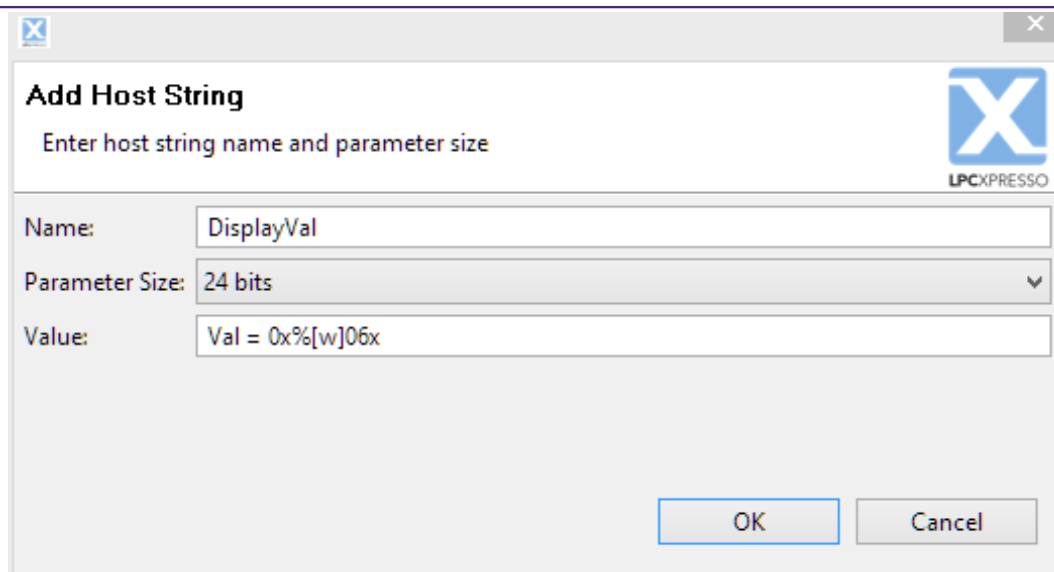 Add Host String
Enter host string name and parameter size
LPCXPRESSO
Name: DisplayVal
Parameter Size: 24 bits
Value: Val = 0x%[w]06x
OK Cancel